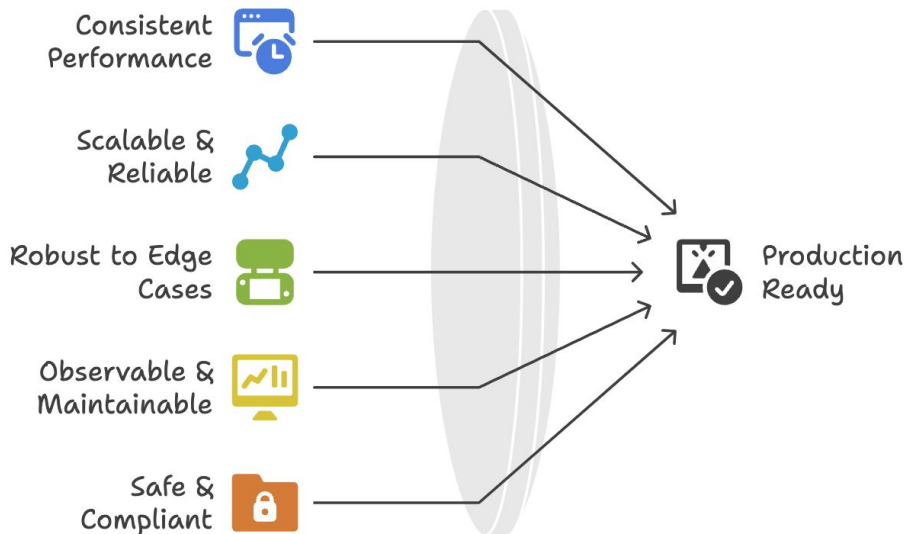 Consistent
Performance
Scalable &
Reliable
Robust to Edge
Cases
Production
Ready
Observable &
Maintainable
Safe &
Compliant